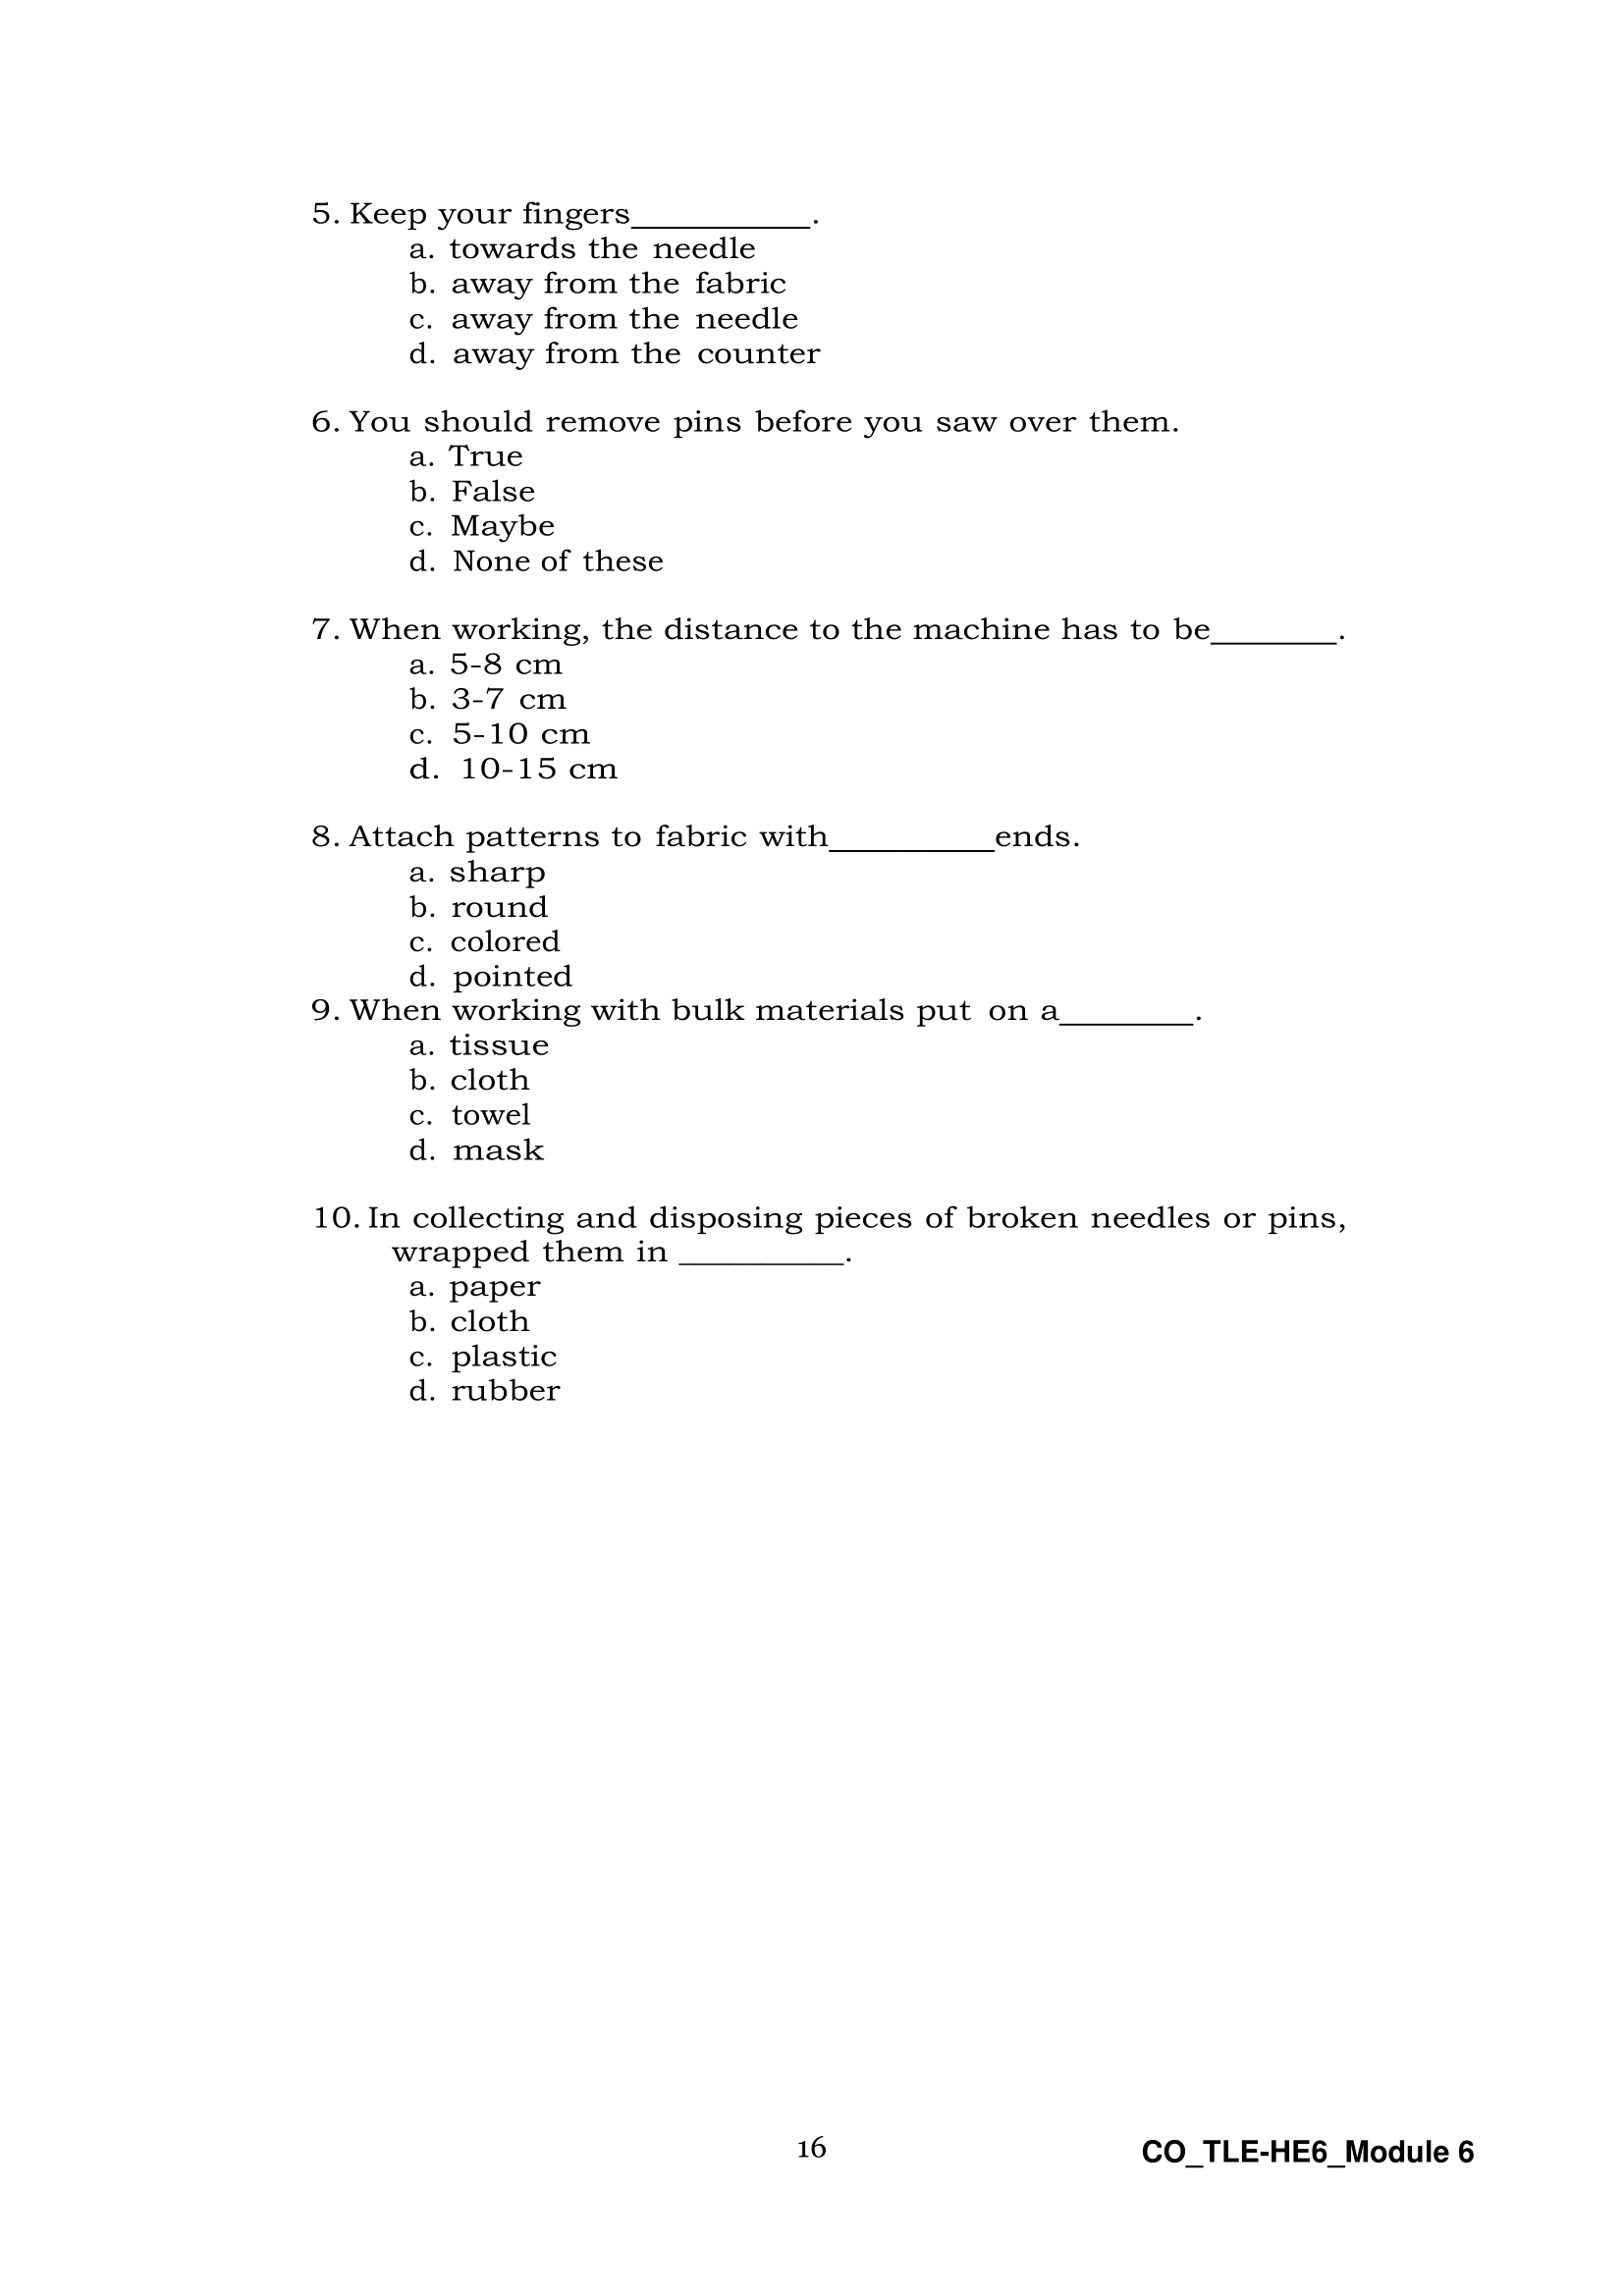 5. Keep your fingers___________.
a. towards the needle
b. away from the fabric
c. away from the needle
d. away from the counter
6. You should remove pins before you saw over them.
a. True
b. False
c. Maybe
d. None of these
7. When working, the distance to the machine has to be________.
a. 5-8 cm
b. 3-7 cm
c. 5-10 cm
d. 10-15 cm
8. Attach patterns to fabric with__________ends.
a. sharp
b. round
c. colored
d. pointed
9. When working with bulk materials put on a________.
a. tissue
b. cloth
c. towel
d. mask
10. In collecting and disposing pieces of broken needles or pins,
wrapped them in __________.
a. paper
b. cloth
c. plastic
d. rubber
16
CO_TLE-HE6_Module 6